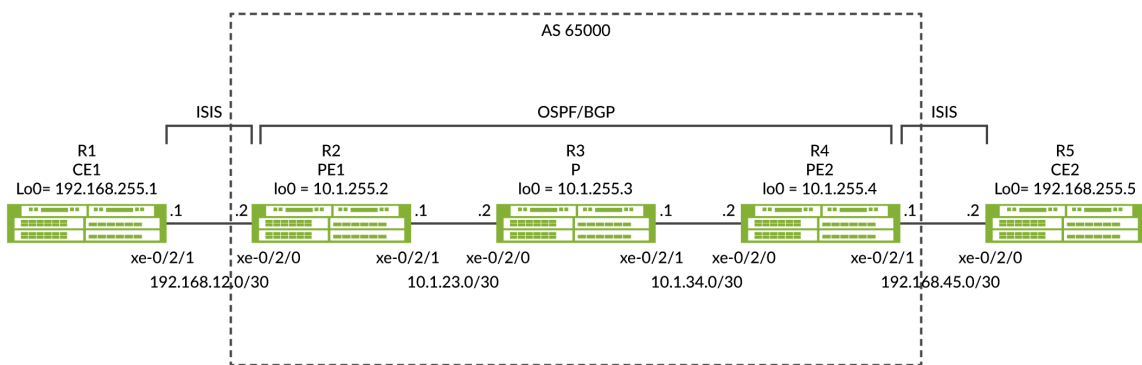 AS 65000
ISIS
OSPF/BGP
ISIS
R1
CE1
Lo0= 192.168.255.1
R2
PE1
lo0 = 10.1.255.2
R3
P
lo0 = 10.1.255.3
R4
PE2
lo0 = 10.1.255.4
R5
CE2
Lo0= 192.168.255.5
.1
.2
.1
.2
.1
.2
.1
.2
xe-0/2/1
xe-0/2/0
xe-0/2/1
xe-0/2/0
xe-0/2/1
xe-0/2/0
xe-0/2/1
xe-0/2/0
192.168.12.0/30
10.1.23.0/30
10.1.34.0/30
192.168.45.0/30